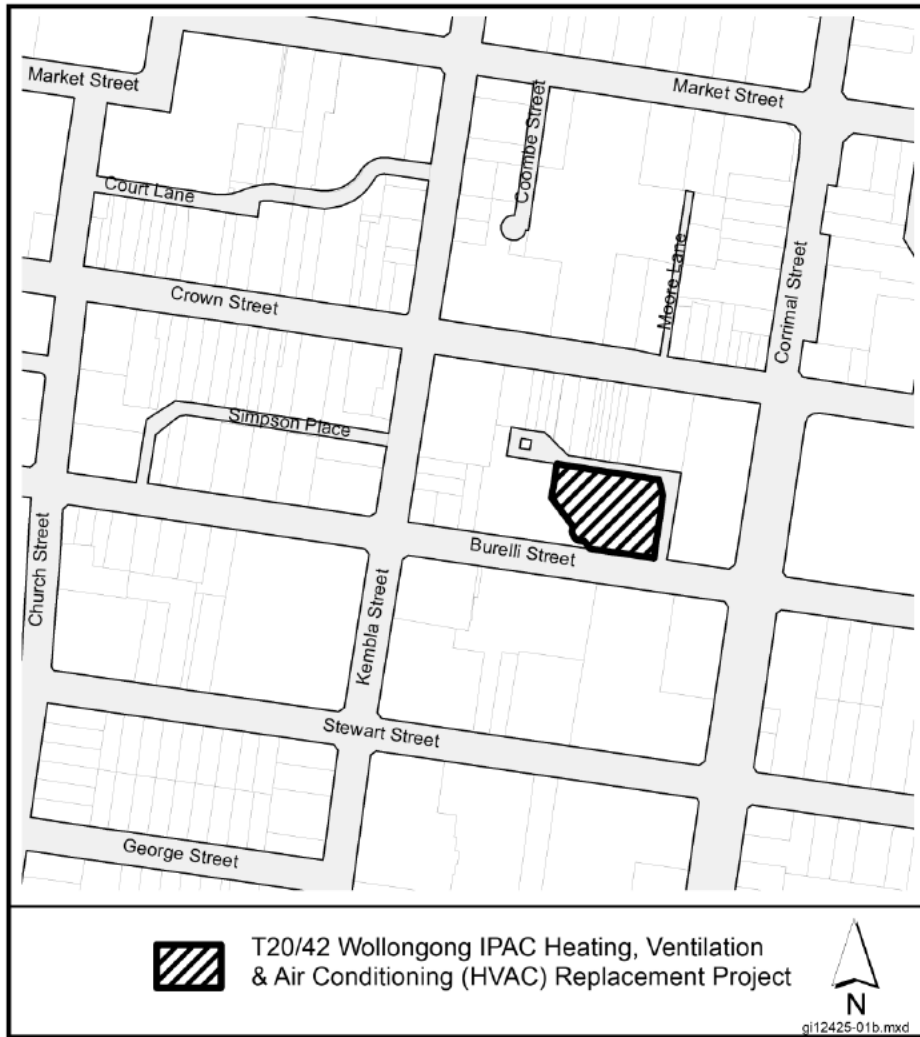 Market Street
Market Street
Coombe Street
Court Lane
Moore Lane
Crown Street
Corrimal Street
Simpson Place
Burelli Street
Church Street
Kembla Street
Stewart Street
George Street
T20/42 Wollongong IPAC Heating, Ventilation
& Air Conditioning (HVAC) Replacement Project
N
gi12425-01b.mxd